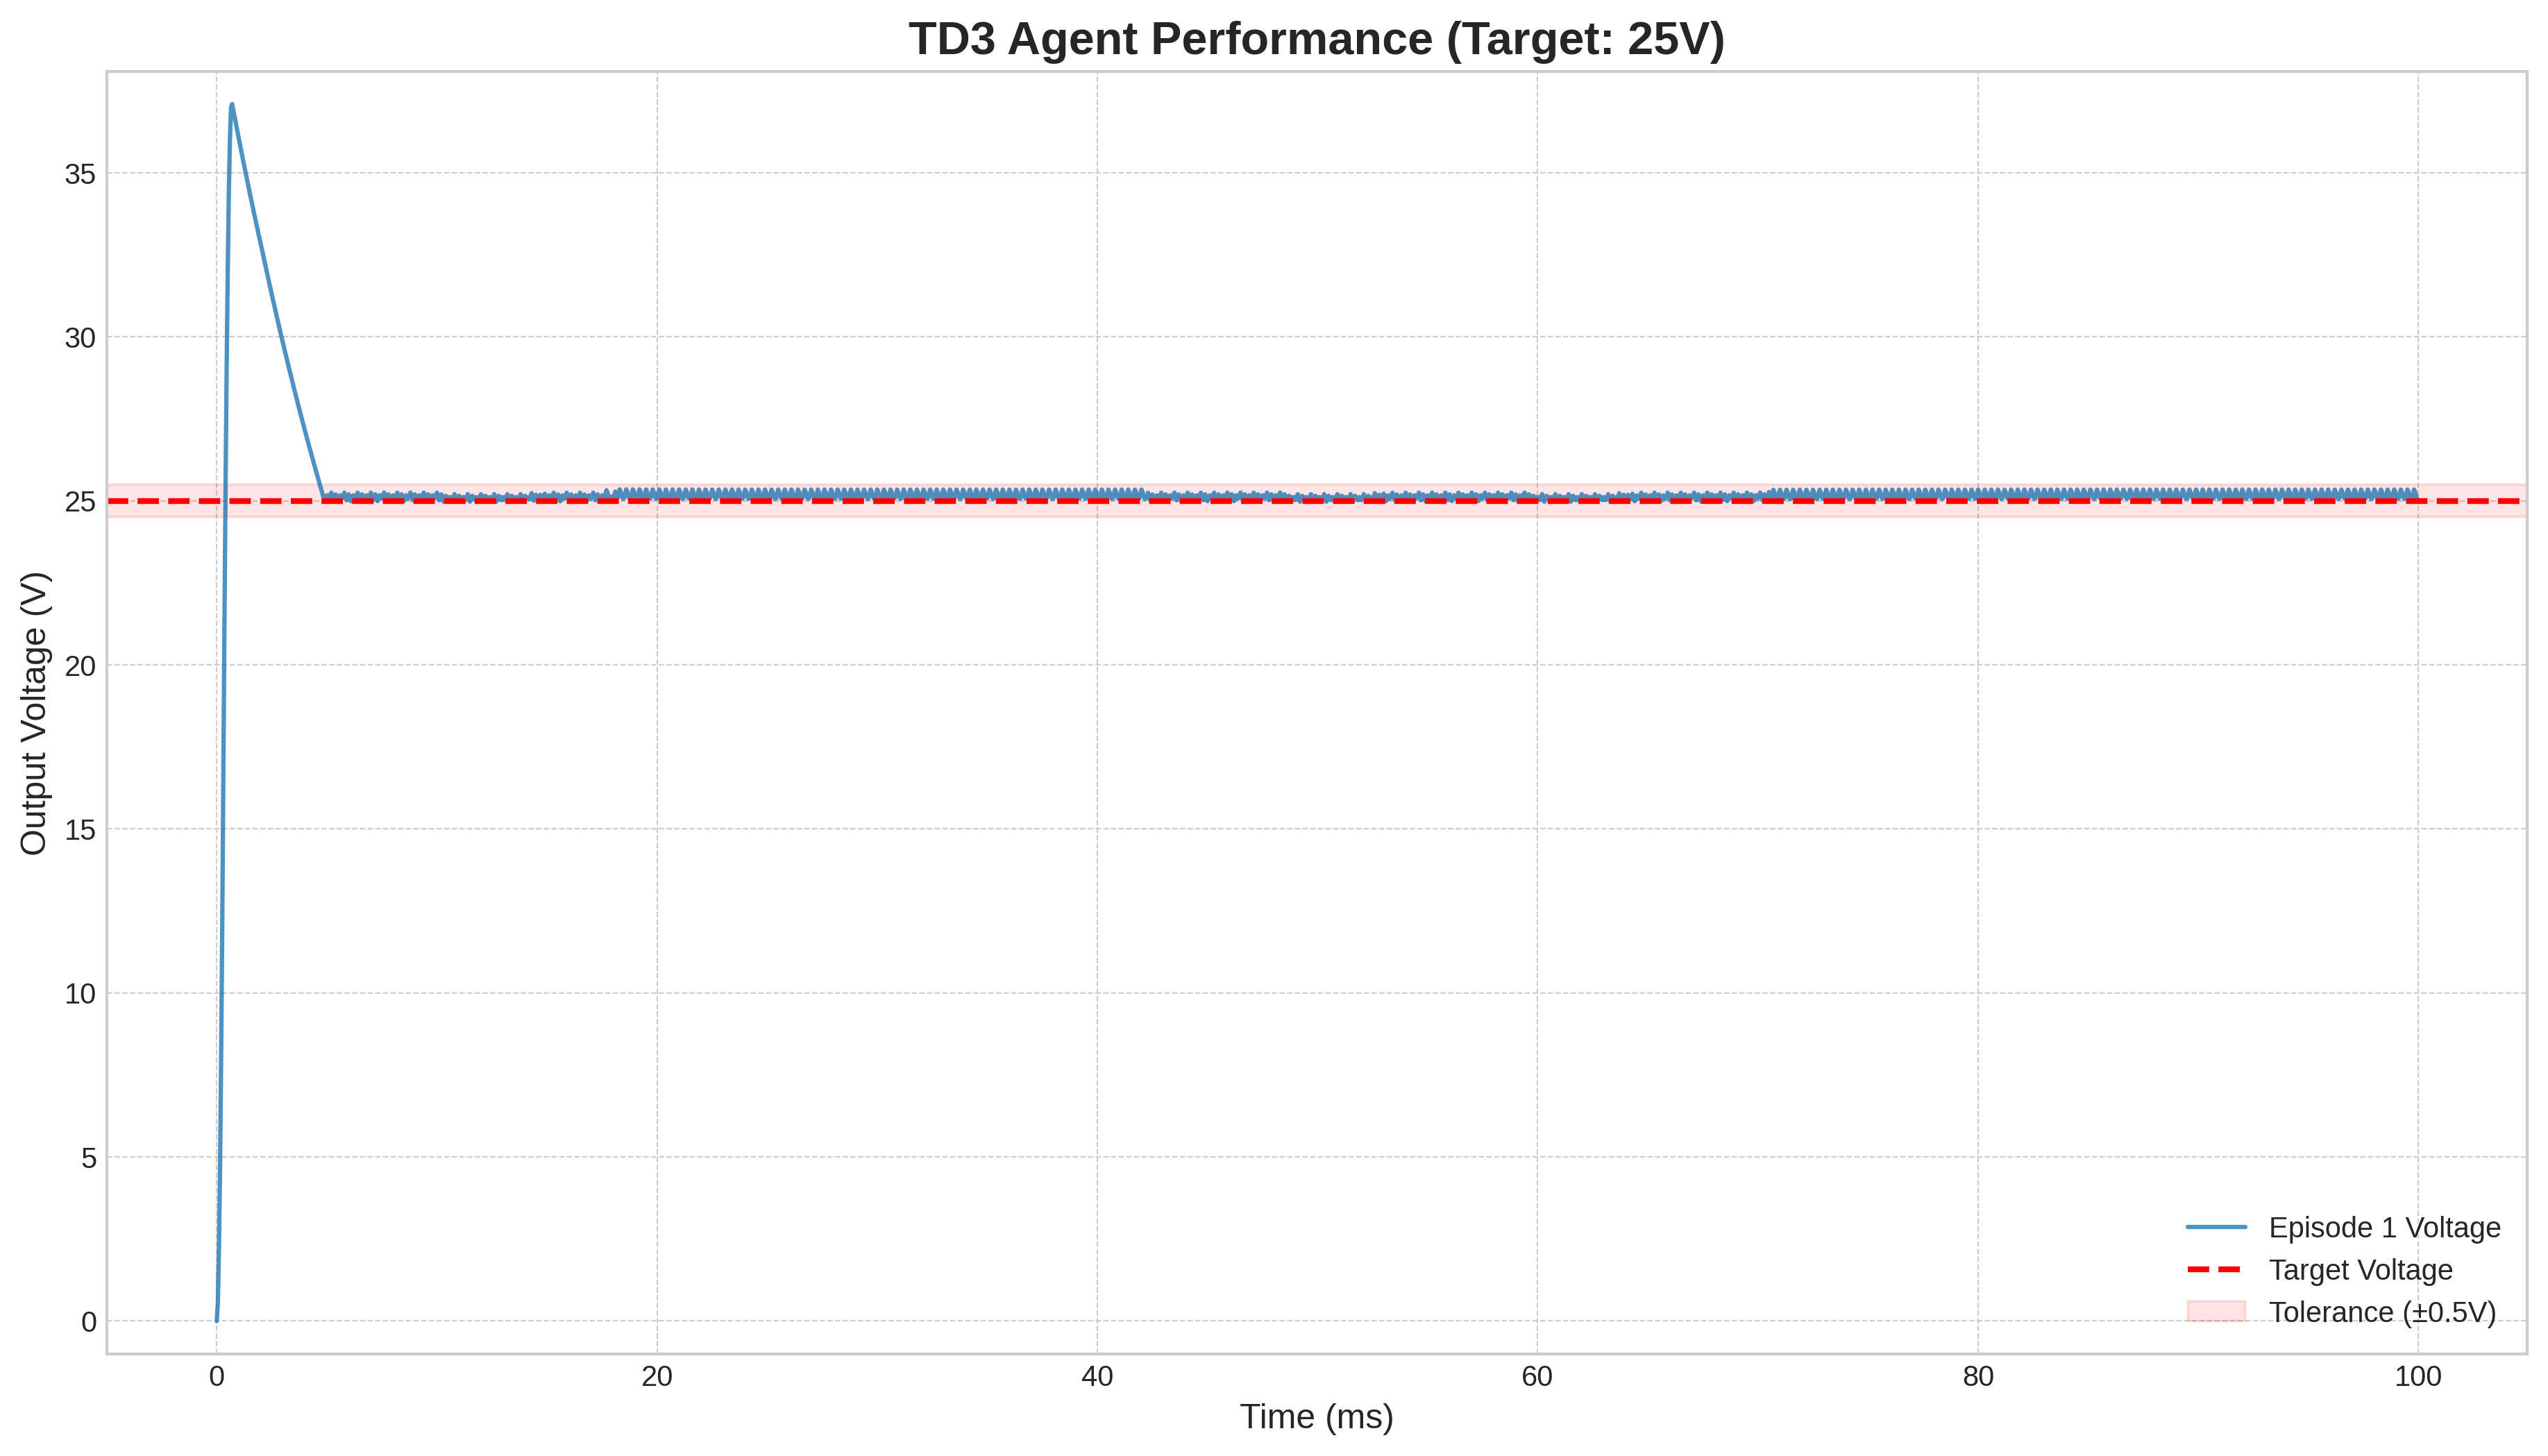 TD3 Agent Performance (Target: 25V)
Output Voltage (V)
35
30
25
20
15
10
5
0
0 20 40 60 80 100
Time (ms)
Episode 1 Voltage
Target Voltage
Tolerance (±0.5V)